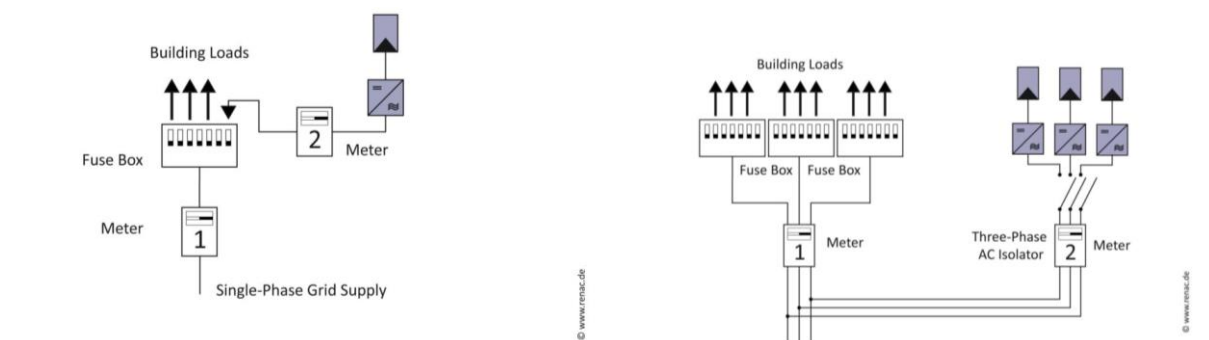 Building Loads
2
Meter
Fuse Box
Meter
1
Single-Phase Grid Supply
© www.renac.de
Building Loads
Fuse Box Fuse Box
1
Meter
Three-Phase
AC Isolator
2
Meter
© www.renac.de